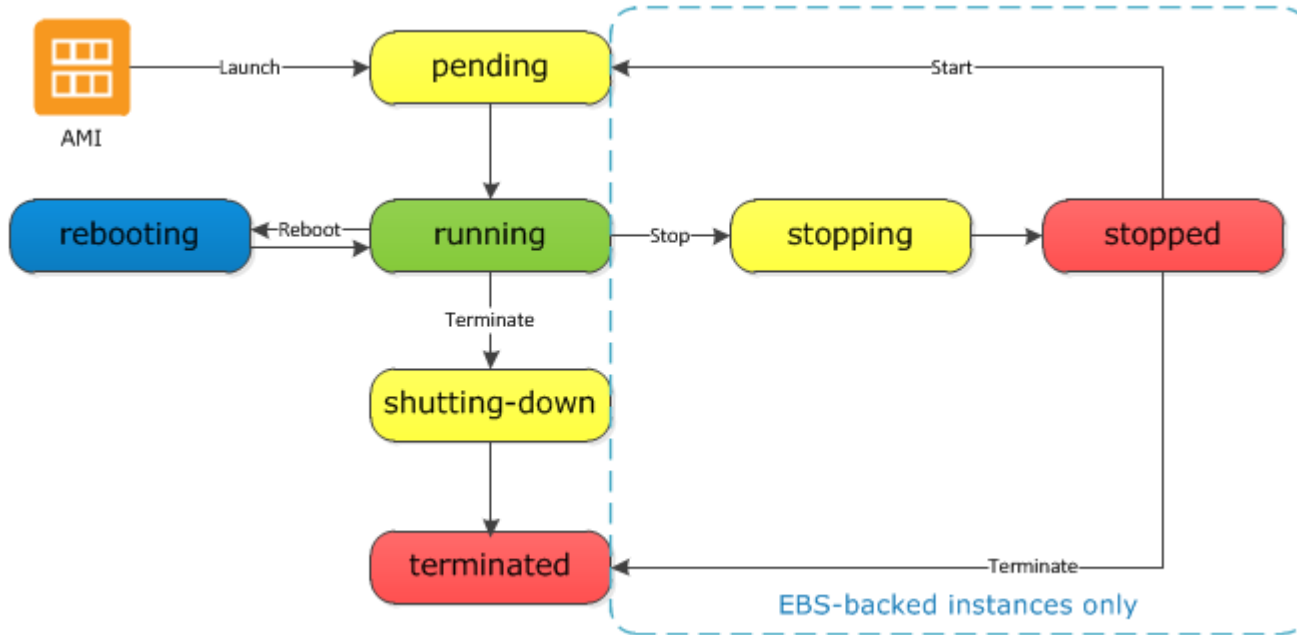 Launch
pending
Start
AMI
rebooting
Reboot
running
Stop
stopping
stopped
Terminate
shutting-down
terminated
Terminate
EBS-backed instances only